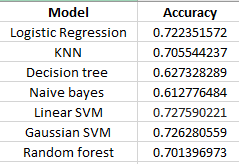 Model Accuracy
Logistic Regression 0.722351572
KNN 0.705544237
Decision tree 0.627328289
Naive bayes 0.612776484
Linear SVM 0.727590221
Gaussian SVM 0.726280559
Random forest 0.701396973